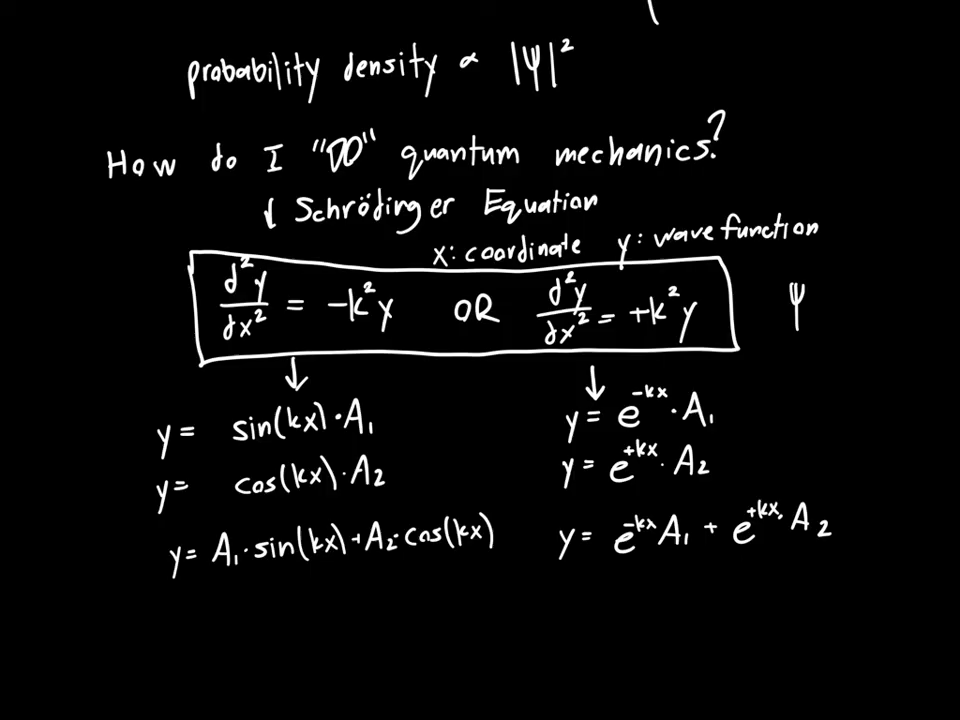 probability density ∝ |ψ|²
How do I "DO" quantum mechanics?
↓ Schrödinger Equation
x: coordinate y: wave function
d²y/dx² = -k²y OR d²y/dx² = +k²y ψ
y = sin(kx)·A₁
y = cos(kx)·A₂
y = A₁·sin(kx)+A₂·cos(kx)
y = e^(-kx)·A₁
y = e^(+kx)·A₂
y = e^(-kx)A₁ + e^(+kx)·A₂